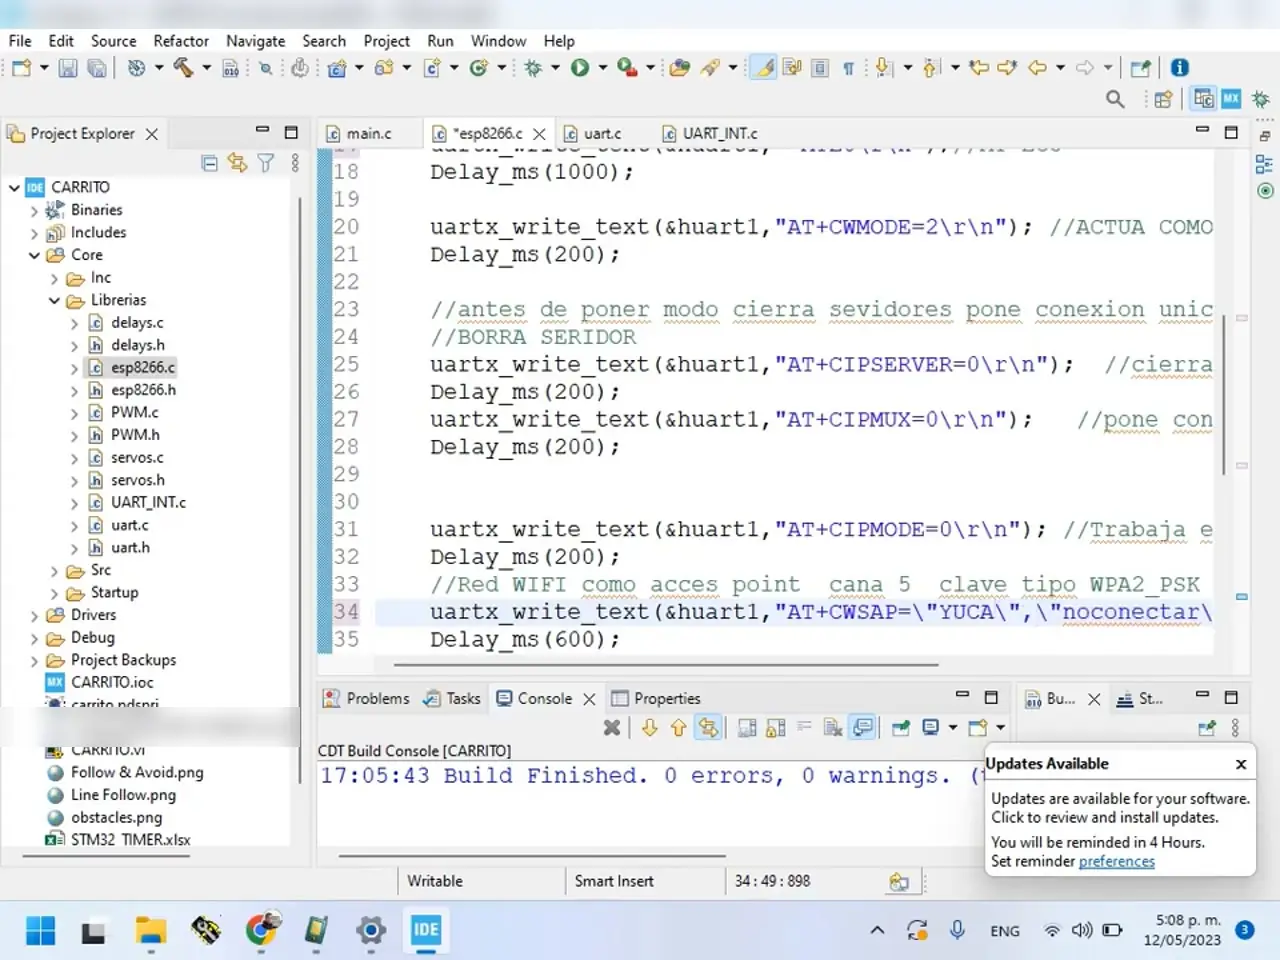 File Edit Source Refactor Navigate Search Project Run Window Help
Project Explorer
main.c *esp8266.c uart.c UART_INT.c
CARRITO
Binaries
Includes
Core
Inc
Librerias
delays.c
delays.h
esp8266.c
esp8266.h
PWM.c
PWM.h
servos.c
servos.h
UART_INT.c
uart.c
uart.h
Src
Startup
Drivers
Debug
Project Backups
CARRITO.ioc
CARRITO.vi
Follow & Avoid.png
Line Follow.png
obstacles.png
STM32 TIMER.xlsx
18 Delay_ms(1000);
19
20 uartx_write_text(&huart1,"AT+CWMODE=2\r\n"); //ACTUA COMO
21 Delay_ms(200);
22
23 //antes de poner modo cierra sevidores pone conexion unic
24 //BORRA SERIDOR
25 uartx_write_text(&huart1,"AT+CIPSERVER=0\r\n"); //cierra
26 Delay_ms(200);
27 uartx_write_text(&huart1,"AT+CIPMUX=0\r\n"); //pone con
28 Delay_ms(200);
29
30
31 uartx_write_text(&huart1,"AT+CIPMODE=0\r\n"); //Trabaja e
32 Delay_ms(200);
33 //Red WIFI como acces point cana 5 clave tipo WPA2_PSK
34 uartx_write_text(&huart1,"AT+CWSAP=\"YUCA\",\"noconectar\
35 Delay_ms(600);
Problems Tasks Console Properties
Bu... St...
CDT Build Console [CARRITO]
17:05:43 Build Finished. 0 errors, 0 warnings. (
Updates Available
Updates are available for your software.
Click to review and install updates.
You will be reminded in 4 Hours.
Set reminder preferences
Writable Smart Insert 34 : 49 : 898
IDE
ENG
5:08 p. m.
12/05/2023
3